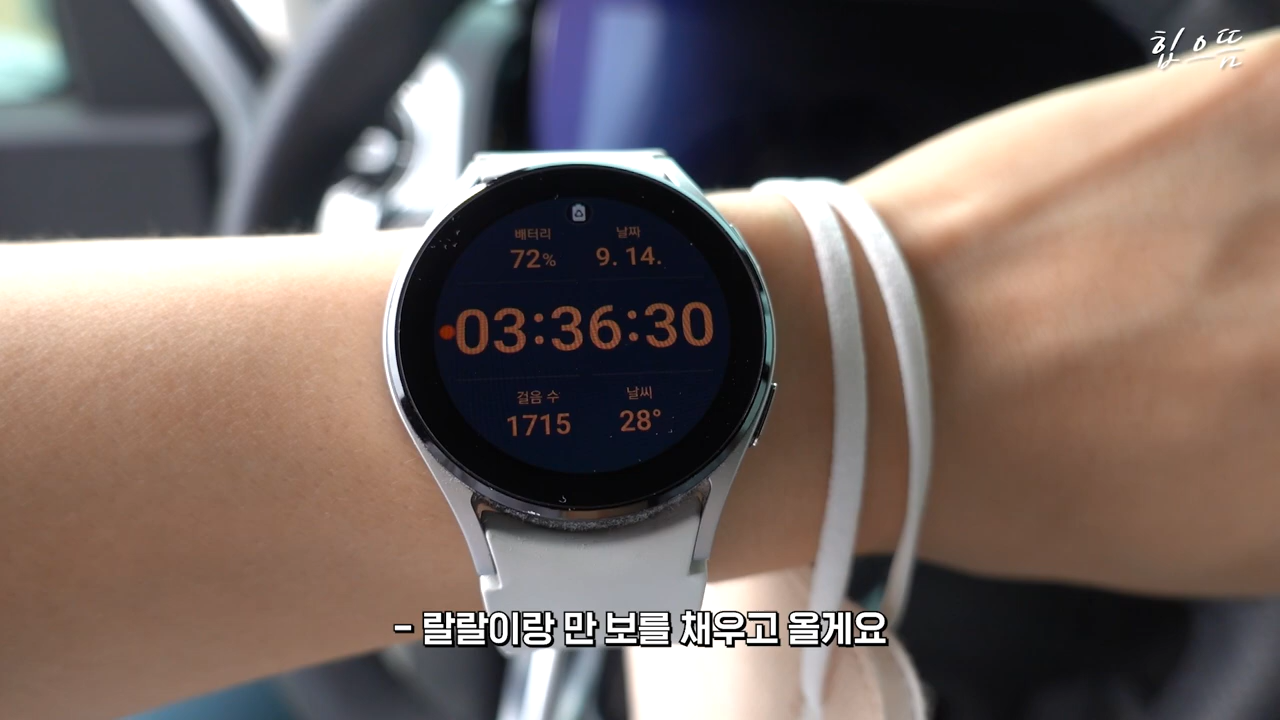 힙으뜸
배터리 날짜
72% 9. 14.
03:36:30
걸음 수 날씨
1715 28°
- 랄랄이랑 만 보를 채우고 올게요